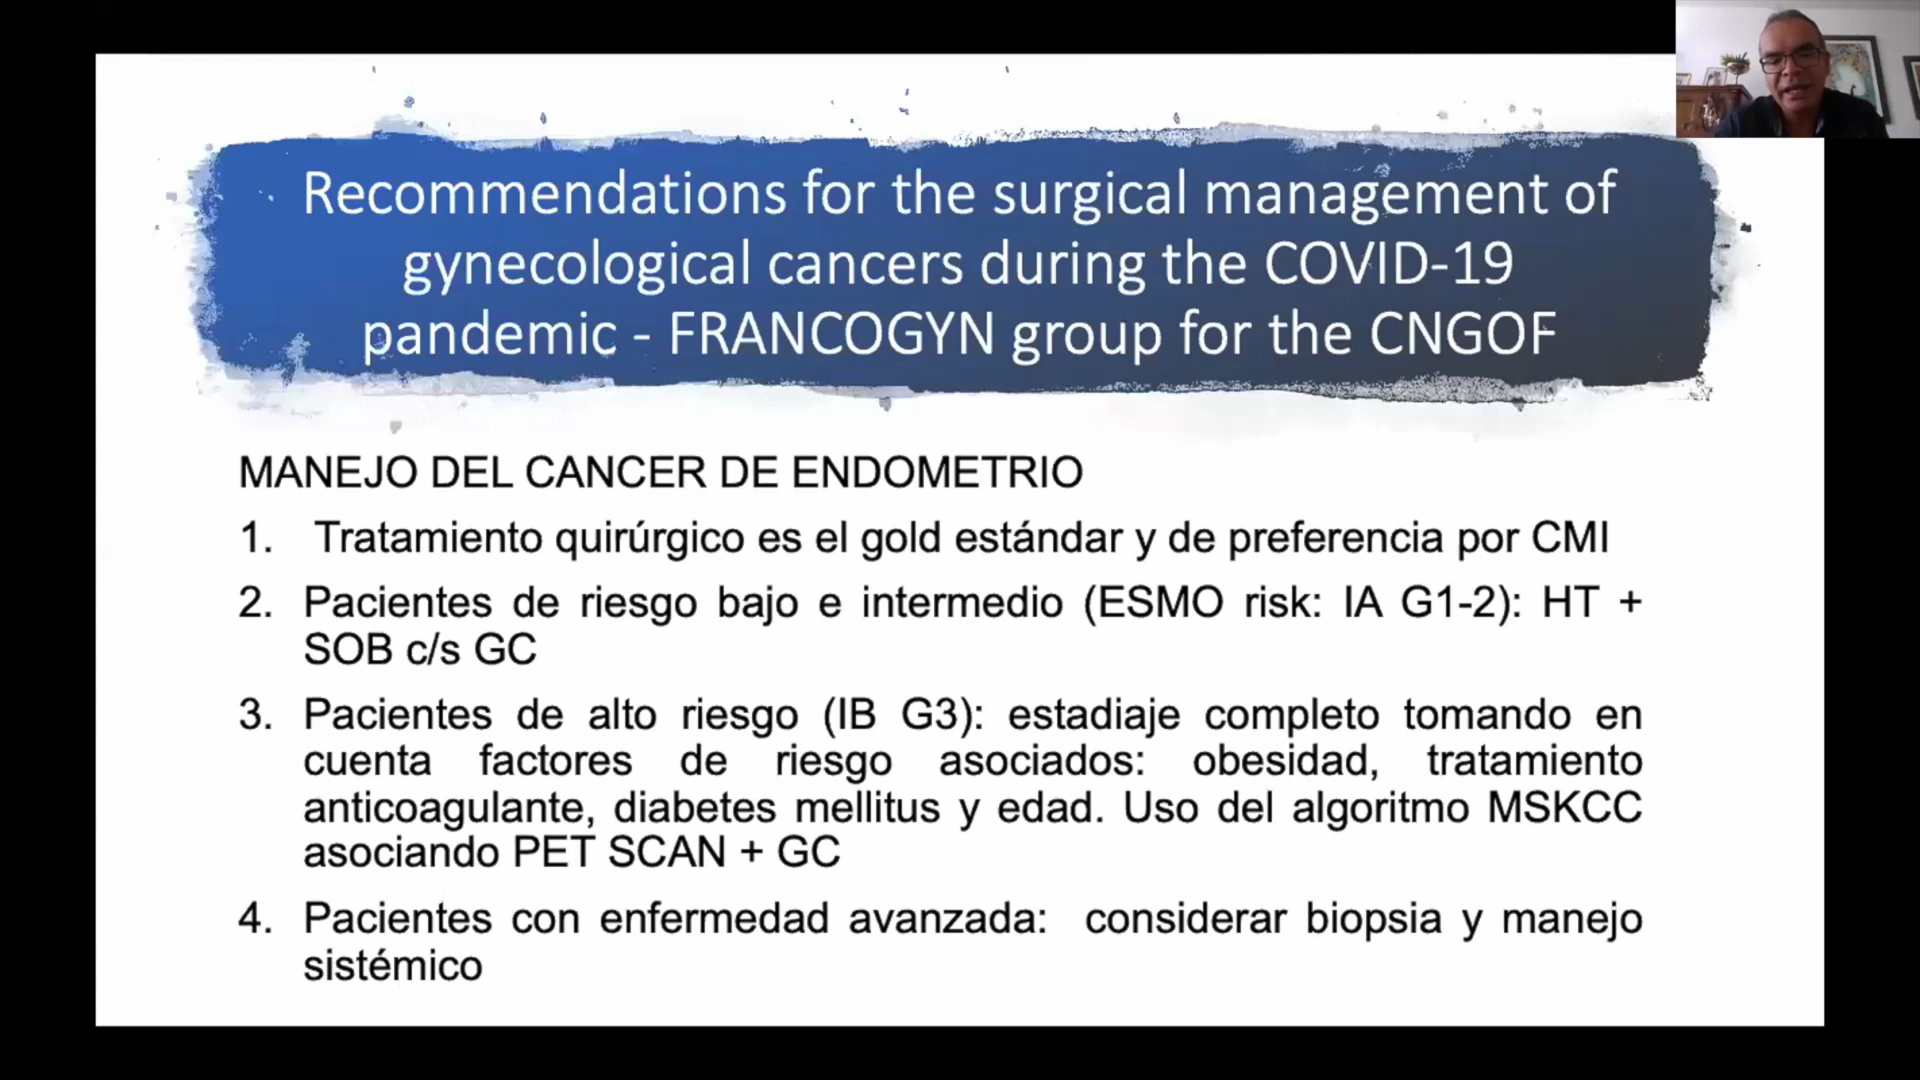 Recommendations for the surgical management of
gynecological cancers during the COVID-19
pandemic - FRANCOGYN group for the CNGOF
MANEJO DEL CANCER DE ENDOMETRIO
1. Tratamiento quirúrgico es el gold estándar y de preferencia por CMI
2. Pacientes de riesgo bajo e intermedio (ESMO risk: IA G1-2): HT +
SOB c/s GC
3. Pacientes de alto riesgo (IB G3): estadiaje completo tomando en
cuenta factores de riesgo asociados: obesidad, tratamiento
anticoagulante, diabetes mellitus y edad. Uso del algoritmo MSKCC
asociando PET SCAN + GC
4. Pacientes con enfermedad avanzada: considerar biopsia y manejo
sistémico